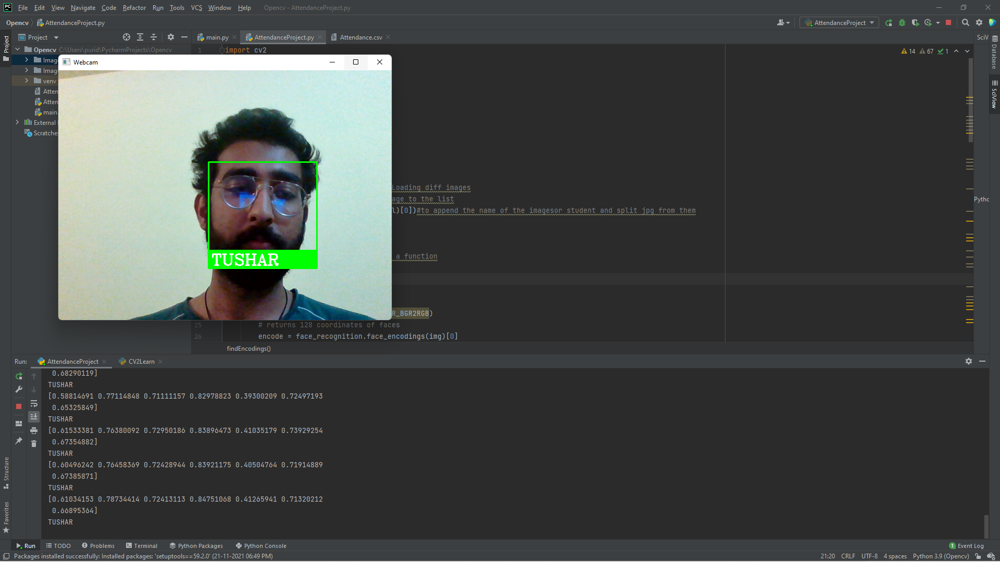 PC File Edit View Navigate Code Refactor Run Tools VCS Window Help Opencv - AttendanceProject.py
Opencv AttendanceProject.py AttendanceProject
Project main.py AttendanceProject.py Attendance.csv SciV
Opencv C:\Users\purid\PycharmProjects\Opencv 1 import cv2
14 67 1
Imag
Imag
venv
Atten
Atten
main.
External
Scratche
Webcam
TUSHAR
Loading diff images
age to the list
l)[0])#to append the name of the imagesor student and split jpg from them
a function
R_BGR2RGB)
25 # returns 128 coordinates of faces
26 encode = face_recognition.face_encodings(img)[0]
findEncodings()
Project
Structure
Favorites
Database
SciView
Pytho
Run: AttendanceProject CV2Learn
0.68290119]
TUSHAR
[0.58814691 0.77114848 0.71111157 0.82978823 0.39300209 0.72497193
0.65325849]
TUSHAR
[0.61533381 0.76380092 0.72950186 0.83896473 0.41035179 0.73929254
0.67354882]
TUSHAR
[0.60496242 0.76458369 0.72428944 0.83921175 0.40504764 0.71914889
0.67385871]
TUSHAR
[0.61034153 0.78734414 0.72413113 0.84751068 0.41265941 0.71320212
0.66895364]
TUSHAR
Run TODO Problems Terminal Python Packages Python Console 1 Event Log
Packages installed successfully: Installed packages: 'setuptools==59.2.0' (21-11-2021 06:49 PM) 21:20 CRLF UTF-8 4 spaces Python 3.9 (Opencv)